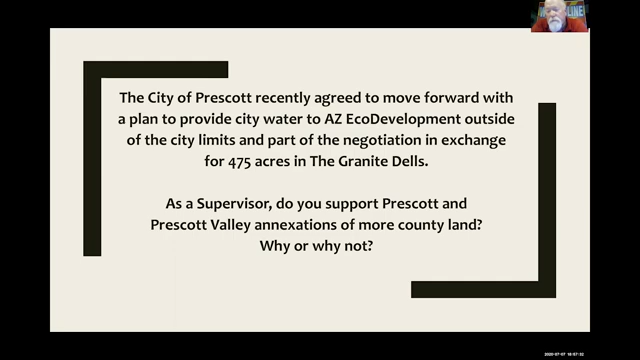 The City of Prescott recently agreed to move forward with
a plan to provide city water to AZ EcoDevelopment outside
of the city limits and part of the negotiation in exchange
for 475 acres in The Granite Dells.
As a Supervisor, do you support Prescott and
Prescott Valley annexations of more county land?
Why or why not?